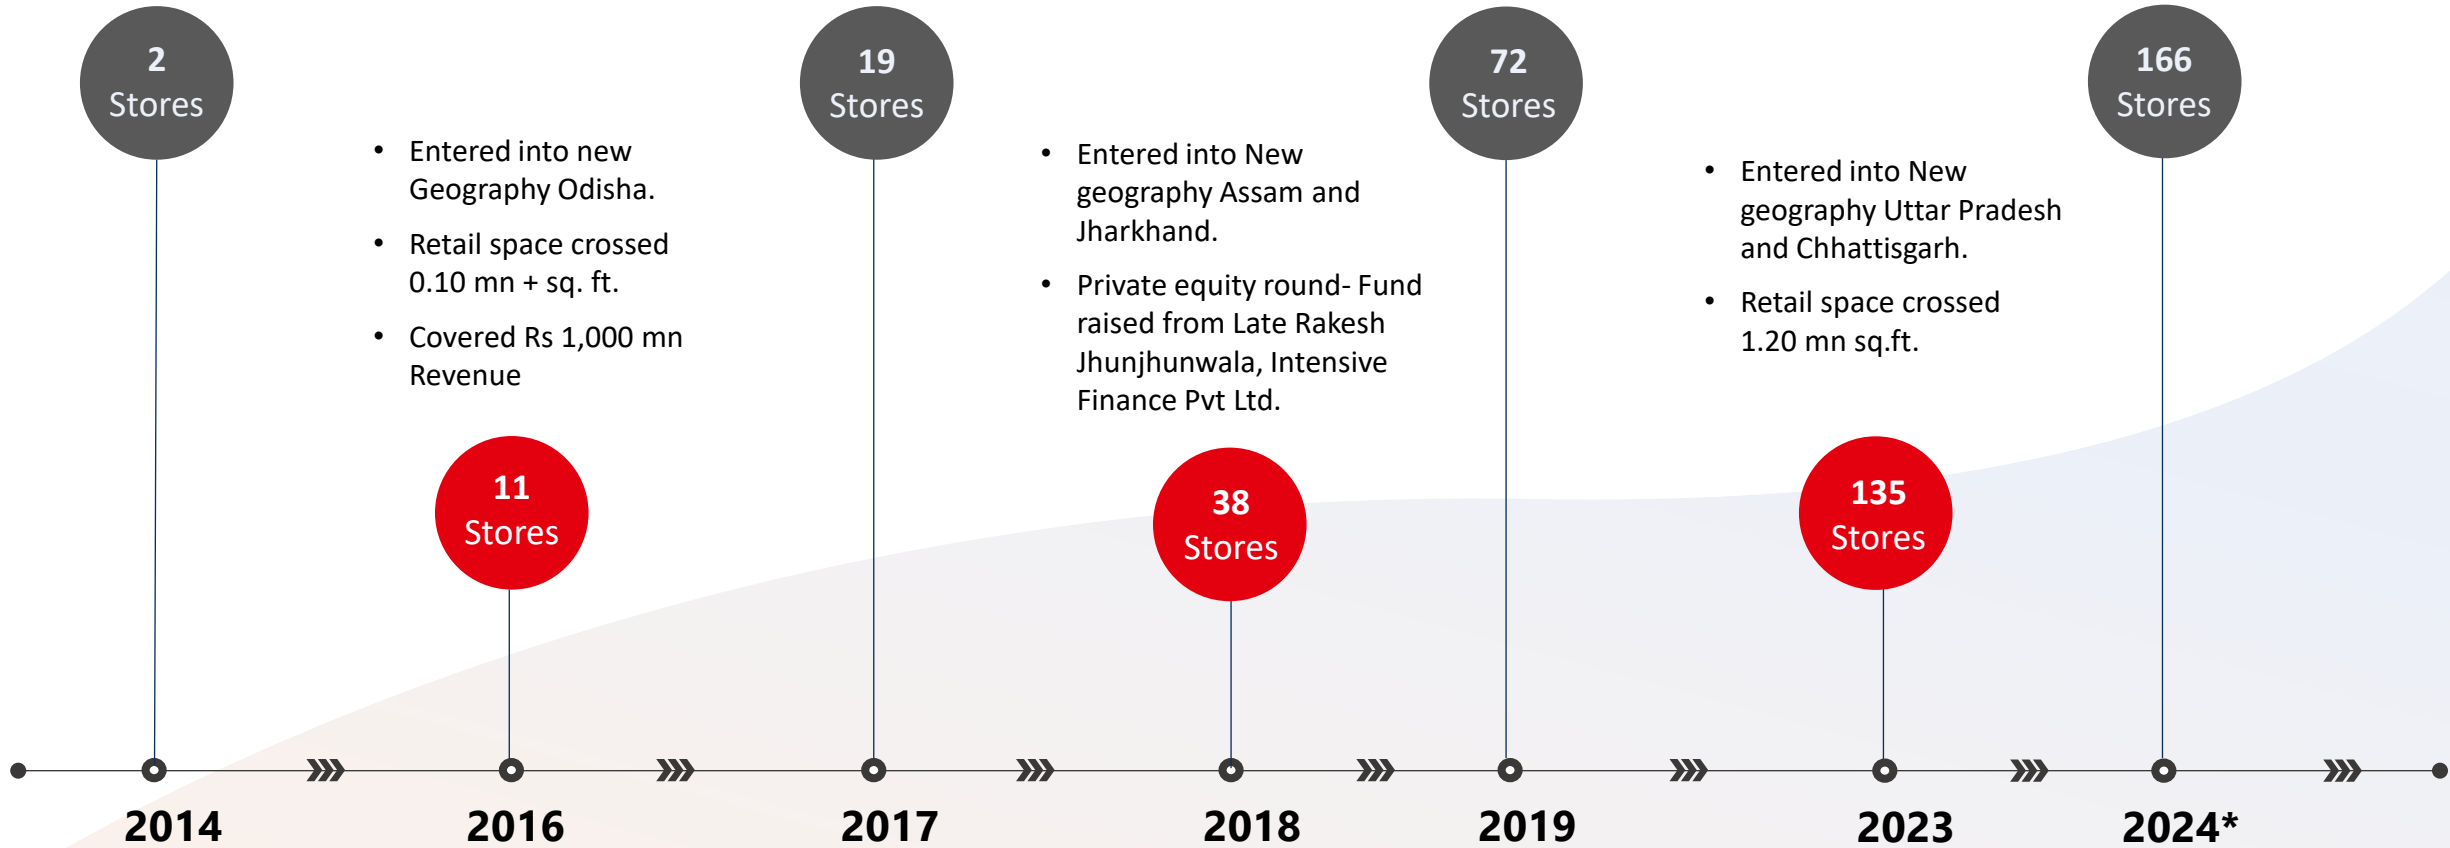 2
Stores
19
Stores
72
Stores
166
Stores
• Entered into new
Geography Odisha.
• Retail space crossed
0.10 mn + sq. ft.
• Covered Rs 1,000 mn
Revenue
• Entered into New
geography Assam and
Jharkhand.
• Private equity round- Fund
raised from Late Rakesh
Jhunjhunwala, Intensive
Finance Pvt Ltd.
• Entered into New
geography Uttar Pradesh
and Chhattisgarh.
• Retail space crossed
1.20 mn sq.ft.
11
Stores
38
Stores
135
Stores
2014
2016
2017
2018
2019
2023
2024*